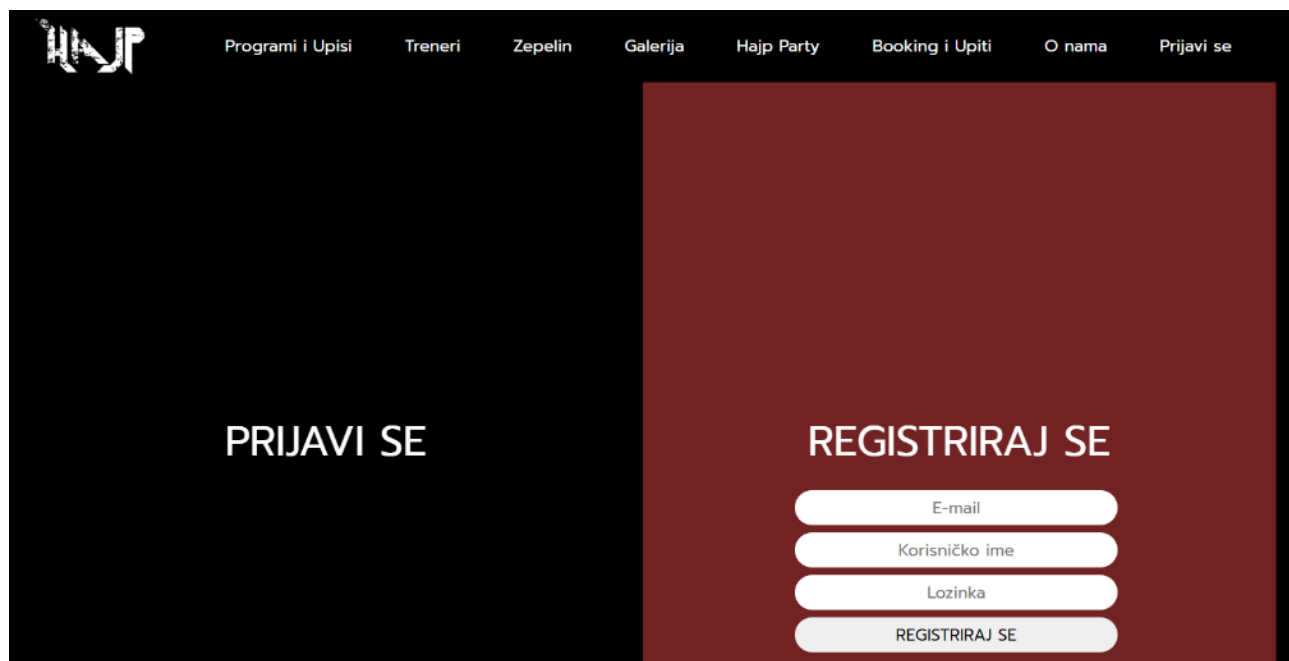 HAJP
Programi i Upisi Treneri Zepelin Galerija Hajp Party Booking i Upiti O nama Prijavi se
PRIJAVI SE
REGISTRIRAJ SE
E-mail
Korisničko ime
Lozinka
REGISTRIRAJ SE